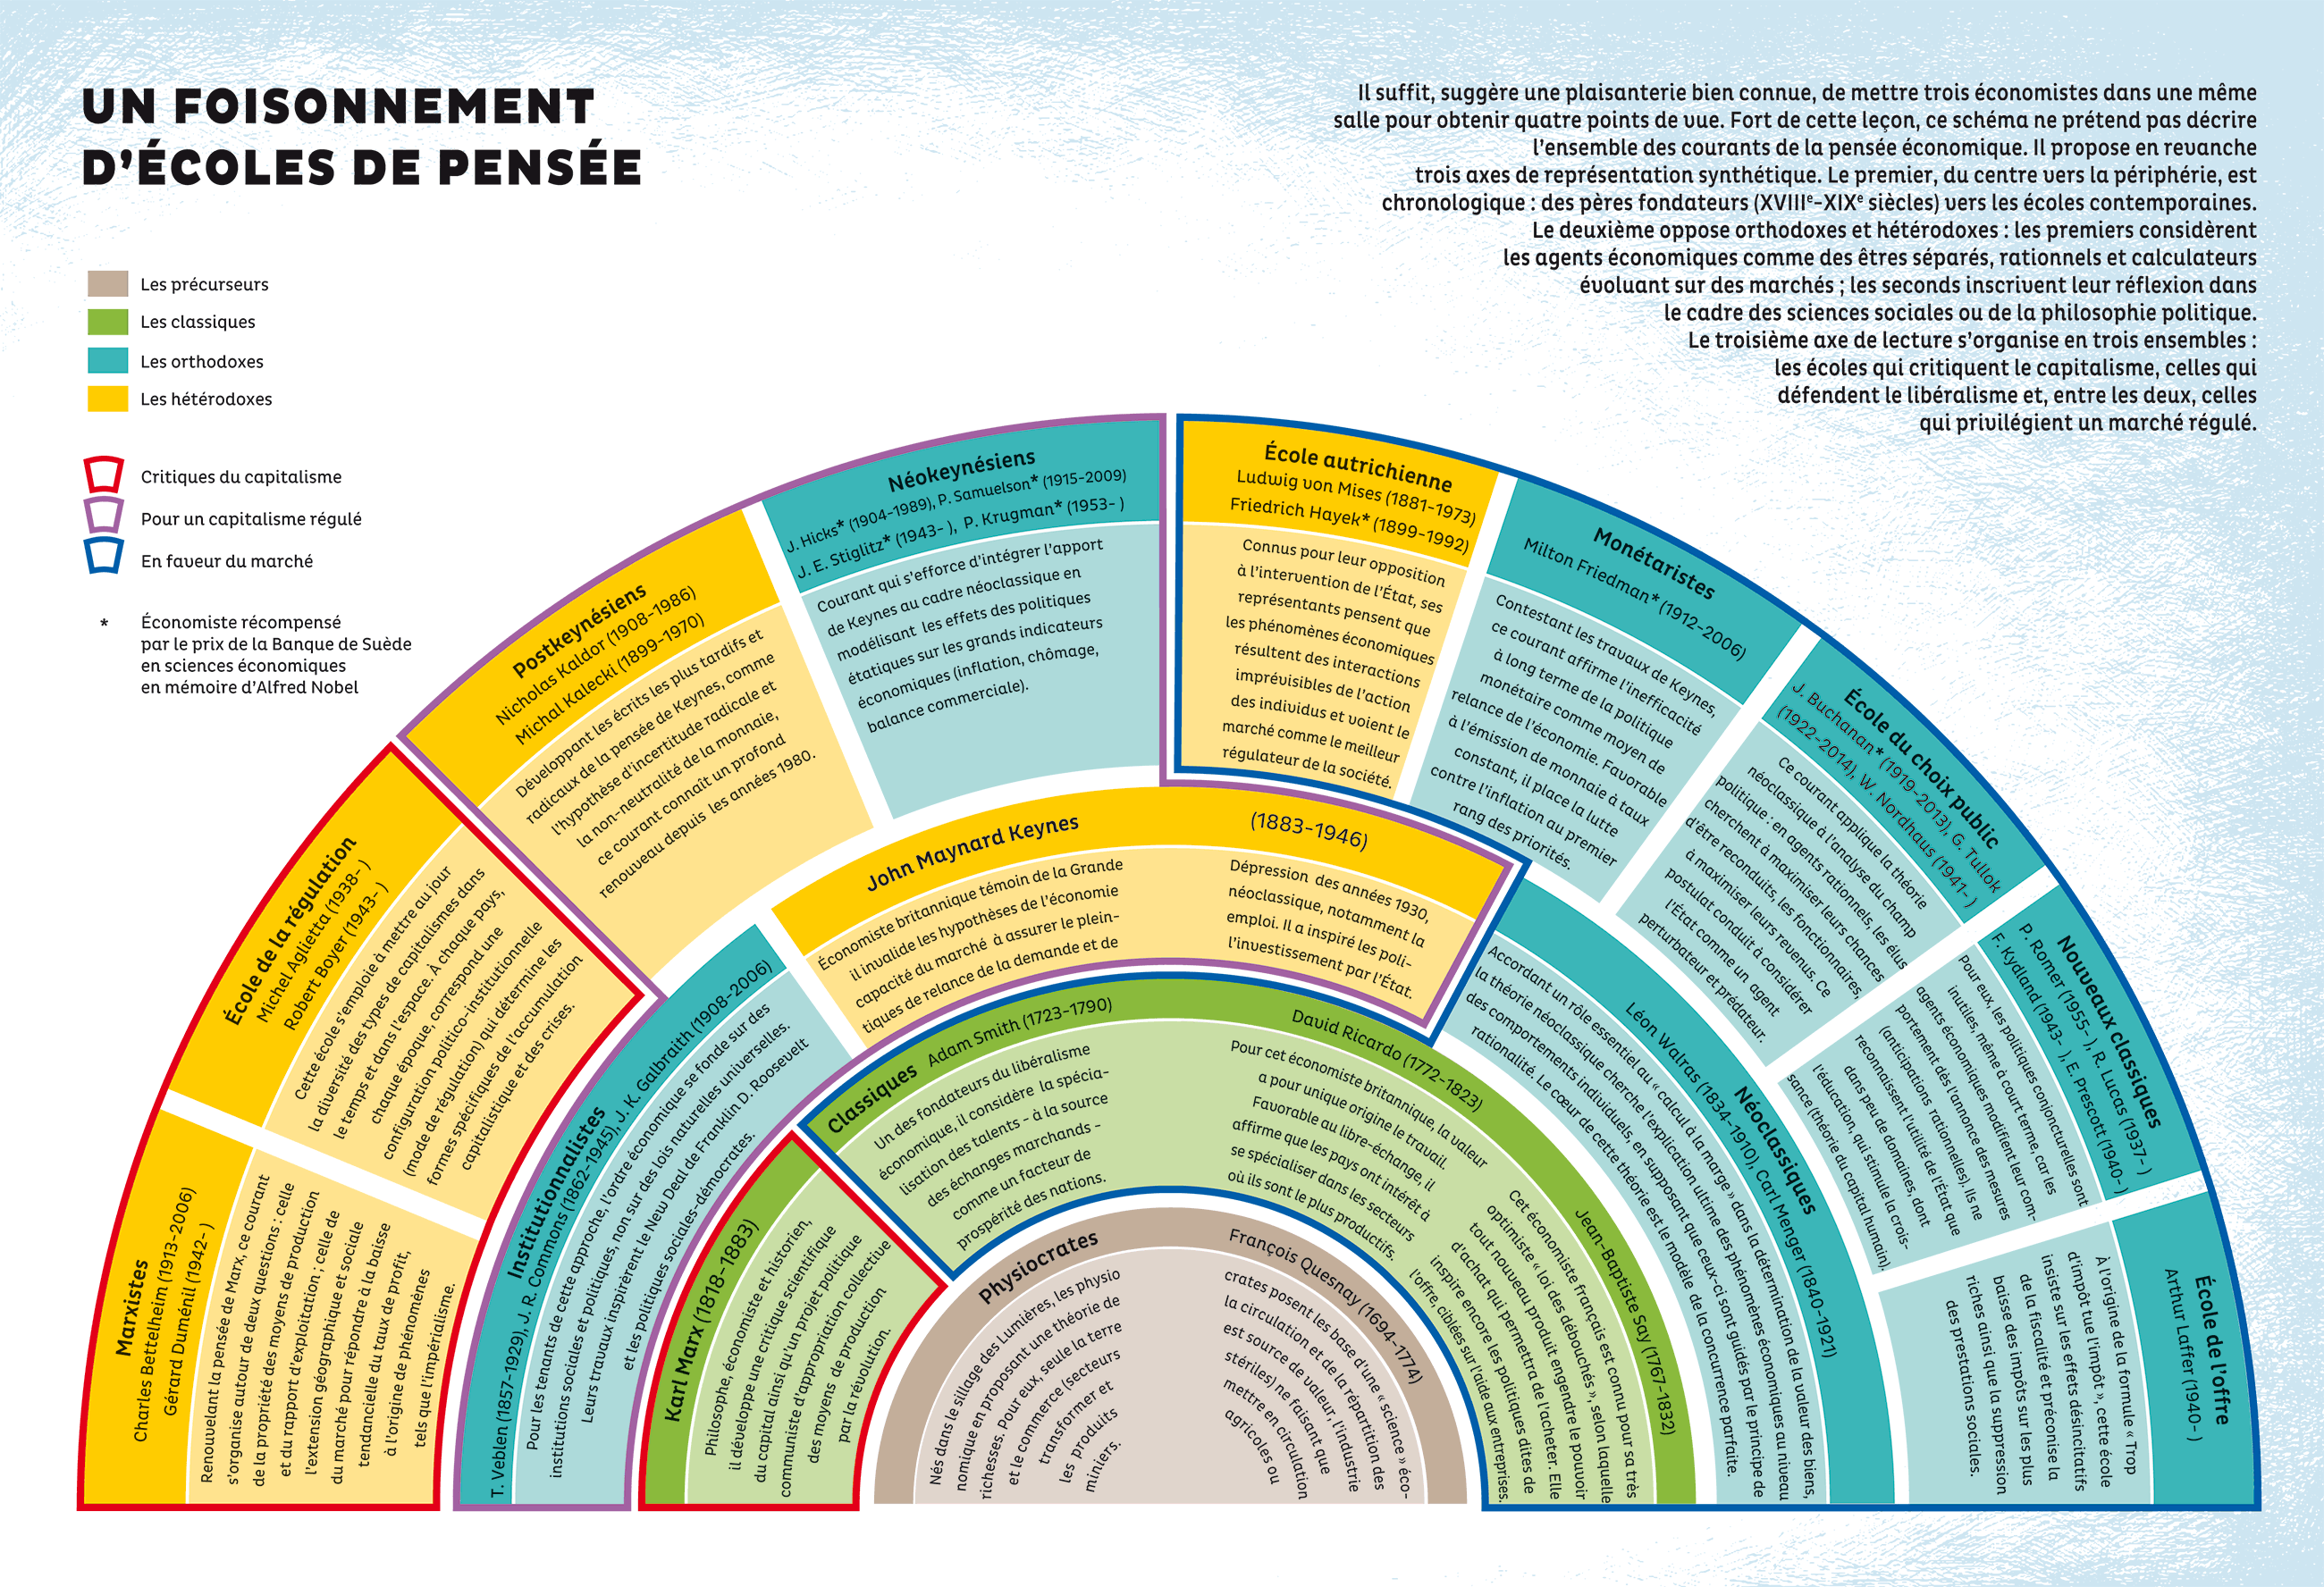 UN FOISONNEMENT
D'ÉCOLES DE PENSÉE
Il suffit, suggère une plaisanterie bien connue, de mettre trois économistes dans une même
salle pour obtenir quatre points de vue. Fort de cette leçon, ce schéma ne prétend pas décrire
l'ensemble des courants de la pensée économique. Il propose en revanche
trois axes de représentation synthétique. Le premier, du centre vers la périphérie, est
chronologique : des pères fondateurs (XVIIIe-XIXe siècles) vers les écoles contemporaines.
Le deuxième oppose orthodoxes et hétérodoxes : les premiers considèrent
les agents économiques comme des êtres séparés, rationnels et calculateurs
évoluant sur des marchés ; les seconds inscrivent leur réflexion dans
le cadre des sciences sociales ou de la philosophie politique.
Le troisième axe de lecture s'organise en trois ensembles :
les écoles qui critiquent le capitalisme, celles qui
défendent le libéralisme et, entre les deux, celles
qui privilégient un marché régulé.
Les précurseurs
Les classiques
Les orthodoxes
Les hétérodoxes
Critiques du capitalisme
Pour un capitalisme régulé
En faveur du marché
* Économiste récompensé
par le prix de la Banque de Suède
en sciences économiques
en mémoire d'Alfred Nobel
Marxistes
Charles Bettelheim (1913-2006)
Gérard Duménil (1942- )
Renouvelant la pensée de Marx, ce courant
s'organise autour de deux questions : celle
de la propriété des moyens de production
et du rapport d'exploitation ; celle de
l'extension géographique et sociale
du marché pour répondre à la baisse
tendancielle du taux de profit,
à l'origine de phénomènes
tels que l'impérialisme.
École de la régulation
Michel Aglietta (1938- )
Robert Boyer (1943- )
Cette école s'emploie à mettre au jour
la diversité des types de capitalismes dans
le temps et dans l'espace. À chaque pays,
chaque époque, correspond une
configuration politico-institutionnelle
(mode de régulation) qui détermine les
formes spécifiques de l'accumulation
capitalistique et des crises.
Postkeynésiens
Nicholas Kaldor (1908-1986)
Michal Kalecki (1899-1970)
Développant les écrits les plus tardifs et
radicaux de la pensée de Keynes, comme
l'hypothèse d'incertitude radicale et
la non-neutralité de la monnaie,
ce courant connaît un profond
renouveau depuis les années 1980.
Néokeynésiens
J. Hicks* (1904-1989), P. Samuelson* (1915-2009)
J. E. Stiglitz* (1943- ), P. Krugman* (1953- )
Courant qui s'efforce d'intégrer l'apport
de Keynes au cadre néoclassique en
modélisant les effets des politiques
étatiques sur les grands indicateurs
économiques (inflation, chômage,
balance commerciale).
École autrichienne
Ludwig von Mises (1881-1973)
Friedrich Hayek* (1899-1992)
Connus pour leur opposition
à l'intervention de l'État, ses
représentants pensent que
les phénomènes économiques
résultent des interactions
imprévisibles de l'action
des individus et voient le
marché comme le meilleur
régulateur de la société.
Monétaristes
Milton Friedman* (1912-2006)
Contestant les travaux de Keynes,
ce courant affirme l'inefficacité
à long terme de la politique
monétaire comme moyen de
relance de l'économie. Favorable
à l'émission de monnaie à taux
constant, il place la lutte
contre l'inflation au premier
rang des priorités.
École du choix public
J. Buchanan* (1919-2013), G. Tullok
(1922-2014), W. Nordhaus (1941- )
Ce courant applique la théorie
néoclassique à l'analyse du champ
politique : en agents rationnels, les élus
cherchent à maximiser leurs chances
d'être reconduits, les fonctionnaires,
à maximiser leurs revenus. Ce
postulat conduit à considérer
l'État comme un agent
perturbateur et prédateur.
Nouveaux classiques
P. Romer (1955- ), R. Lucas (1937- )
F. Kydland (1943- ), E. Prescott (1940- )
Pour eux, les politiques conjoncturelles sont
inutiles, même à court terme, car les
agents économiques modifient leur com-
portement dès l'annonce des mesures
(anticipations rationnelles). Ils ne
reconnaissent l'utilité de l'État que
dans peu de domaines, dont
l'éducation, qui stimule la crois-
sance (théorie du capital humain).
École de l'offre
Arthur Laffer (1940- )
À l'origine de la formule « Trop
d'impôt tue l'impôt », cette école
insiste sur les effets désincitatifs
de la fiscalité et préconise la
baisse des impôts sur les plus
riches ainsi que la suppression
des prestations sociales.
Institutionnalistes
T. Veblen (1857-1929), J. R. Commons (1862-1945), J. K. Galbraith (1908-2006)
Pour les tenants de cette approche, l'ordre économique se fonde sur des
institutions sociales et politiques, non sur des lois naturelles universelles.
Leurs travaux inspirèrent le New Deal de Franklin D. Roosevelt
et les politiques sociales-démocrates.
John Maynard Keynes (1883-1946)
Économiste britannique témoin de la Grande Dépression des années 1930,
il invalide les hypothèses de l'économie néoclassique, notamment la
capacité du marché à assurer le plein-emploi. Il a inspiré les poli-
tiques de relance de la demande et de l'investissement par l'État.
Néoclassiques
Léon Walras (1834-1910), Carl Menger (1840-1921)
Accordant un rôle essentiel au « calcul à la marge » dans la détermination de la valeur des biens,
la théorie néoclassique cherche l'explication ultime des phénomènes économiques au niveau
des comportements individuels, en supposant que ceux-ci sont guidés par le principe de
rationalité. Le cœur de cette théorie est le modèle de la concurrence parfaite.
Karl Marx (1818-1883)
Philosophe, économiste et historien,
il développe une critique scientifique
du capital ainsi qu'un projet politique
communiste d'appropriation collective
des moyens de production
par la révolution.
Classiques Adam Smith (1723-1790)
Un des fondateurs du libéralisme
économique, il considère la spécia-
lisation des talents – à la source
des échanges marchands –
comme un facteur de
prospérité des nations.
David Ricardo (1772-1823)
Pour cet économiste britannique, la valeur
a pour unique origine le travail.
Favorable au libre-échange, il
affirme que les pays ont intérêt à
se spécialiser dans les secteurs
où ils sont le plus productifs.
Jean-Baptiste Say (1767-1832)
Cet économiste français est connu pour sa très
optimiste « loi des débouchés », selon laquelle
tout nouveau produit engendre le pouvoir
d'achat qui permettra de l'acheter. Elle
inspire encore les politiques dites de
l'offre, ciblées sur l'aide aux entreprises.
Physiocrates François Quesnay (1694-1774)
Nés dans le sillage des Lumières, les physiocrates posent les base d'une « science » éco-
nomique en proposant une théorie de la circulation et de la répartition des
richesses. Pour eux, seule la terre est source de valeur, l'industrie
et le commerce (secteurs stériles) ne faisant que
transformer et mettre en circulation
les produits agricoles ou
miniers.